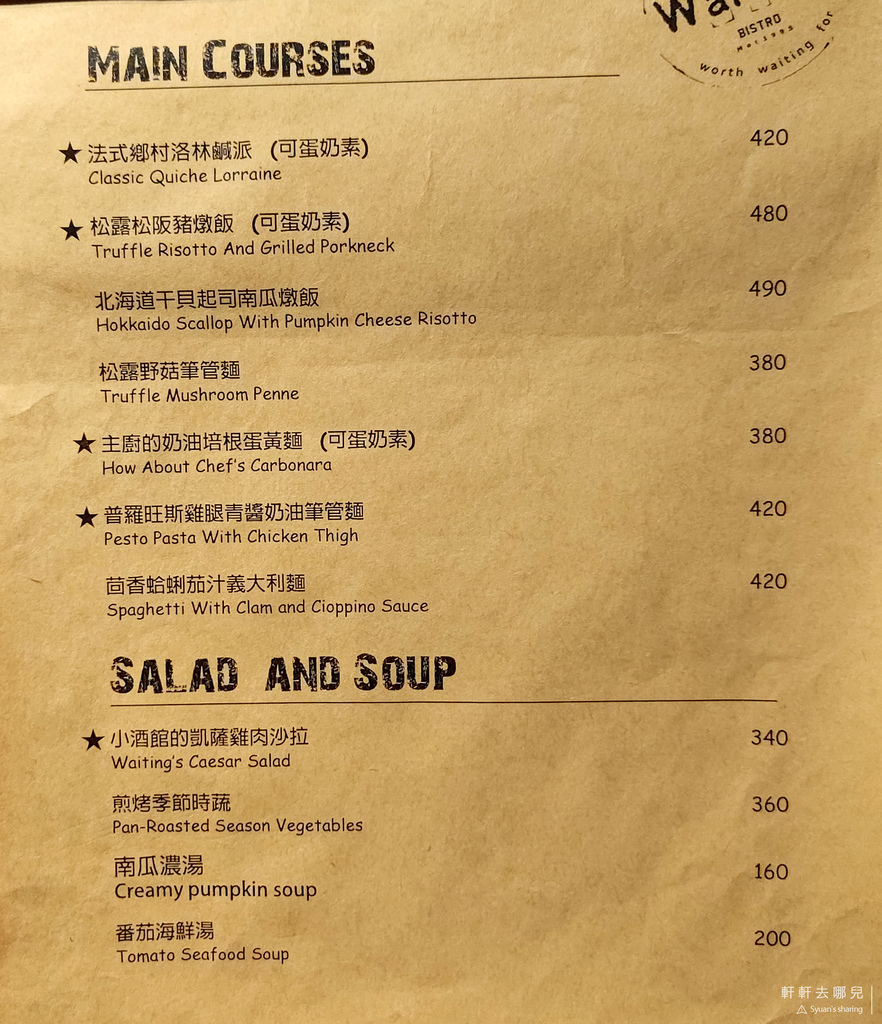 BISTRO
worth waiting for
MAIN COURSES
★ 法式鄉村洛林鹹派 (可蛋奶素) 420
Classic Quiche Lorraine
★ 松露松阪豬燉飯 (可蛋奶素) 480
Truffle Risotto And Grilled Porkneck
北海道干貝起司南瓜燉飯 490
Hokkaido Scallop With Pumpkin Cheese Risotto
松露野菇筆管麵 380
Truffle Mushroom Penne
★ 主廚的奶油培根蛋黃麵 (可蛋奶素) 380
How About Chef's Carbonara
★ 普羅旺斯雞腿青醬奶油筆管麵 420
Pesto Pasta With Chicken Thigh
茴香蛤蜊茄汁義大利麵 420
Spaghetti With Clam and Cioppino Sauce
SALAD AND SOUP
★ 小酒館的凱薩雞肉沙拉 340
Waiting's Caesar Salad
煎烤季節時蔬 360
Pan-Roasted Season Vegetables
南瓜濃湯 160
Creamy pumpkin soup
番茄海鮮湯 200
Tomato Seafood Soup
軒軒去哪兒
Syuan's sharing